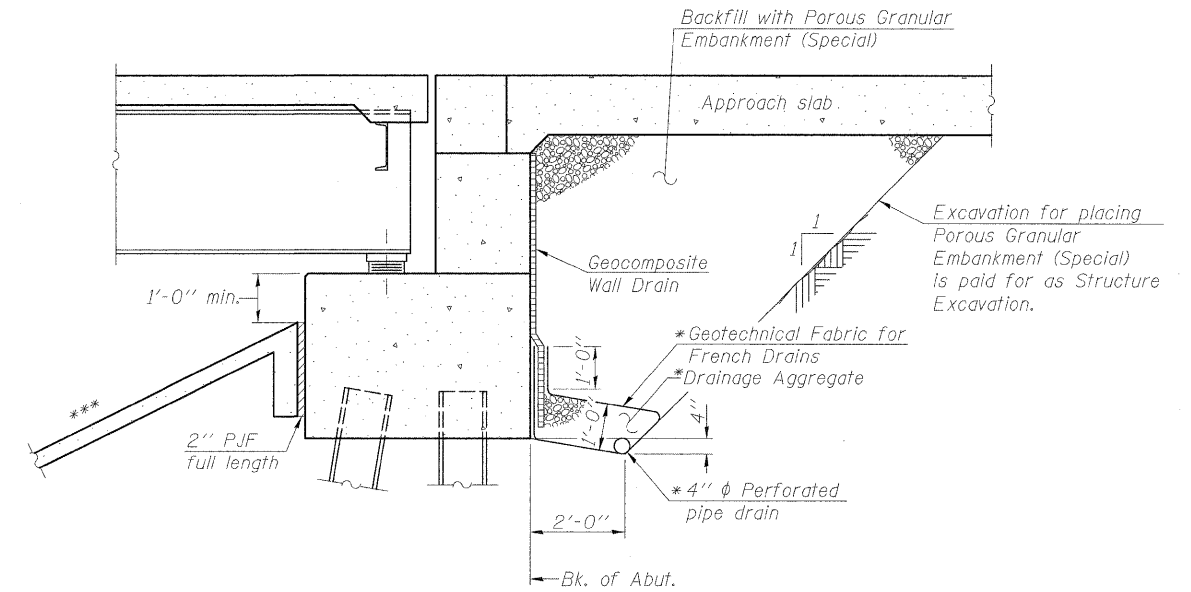 Backfill with Porous Granular
Embankment (Special)
Approach slab
Excavation for placing
Porous Granular
Embankment (Special)
is paid for as Structure
Excavation.
1
1
Geocomposite
Wall Drain
1'-0" min.
*Geotechnical Fabric for
French Drains
*Drainage Aggregate
1'-0"
1'-0"
4"
***
2" PJF
full length
*4" ϕ Perforated
pipe drain
2'-0"
Bk. of Abut.